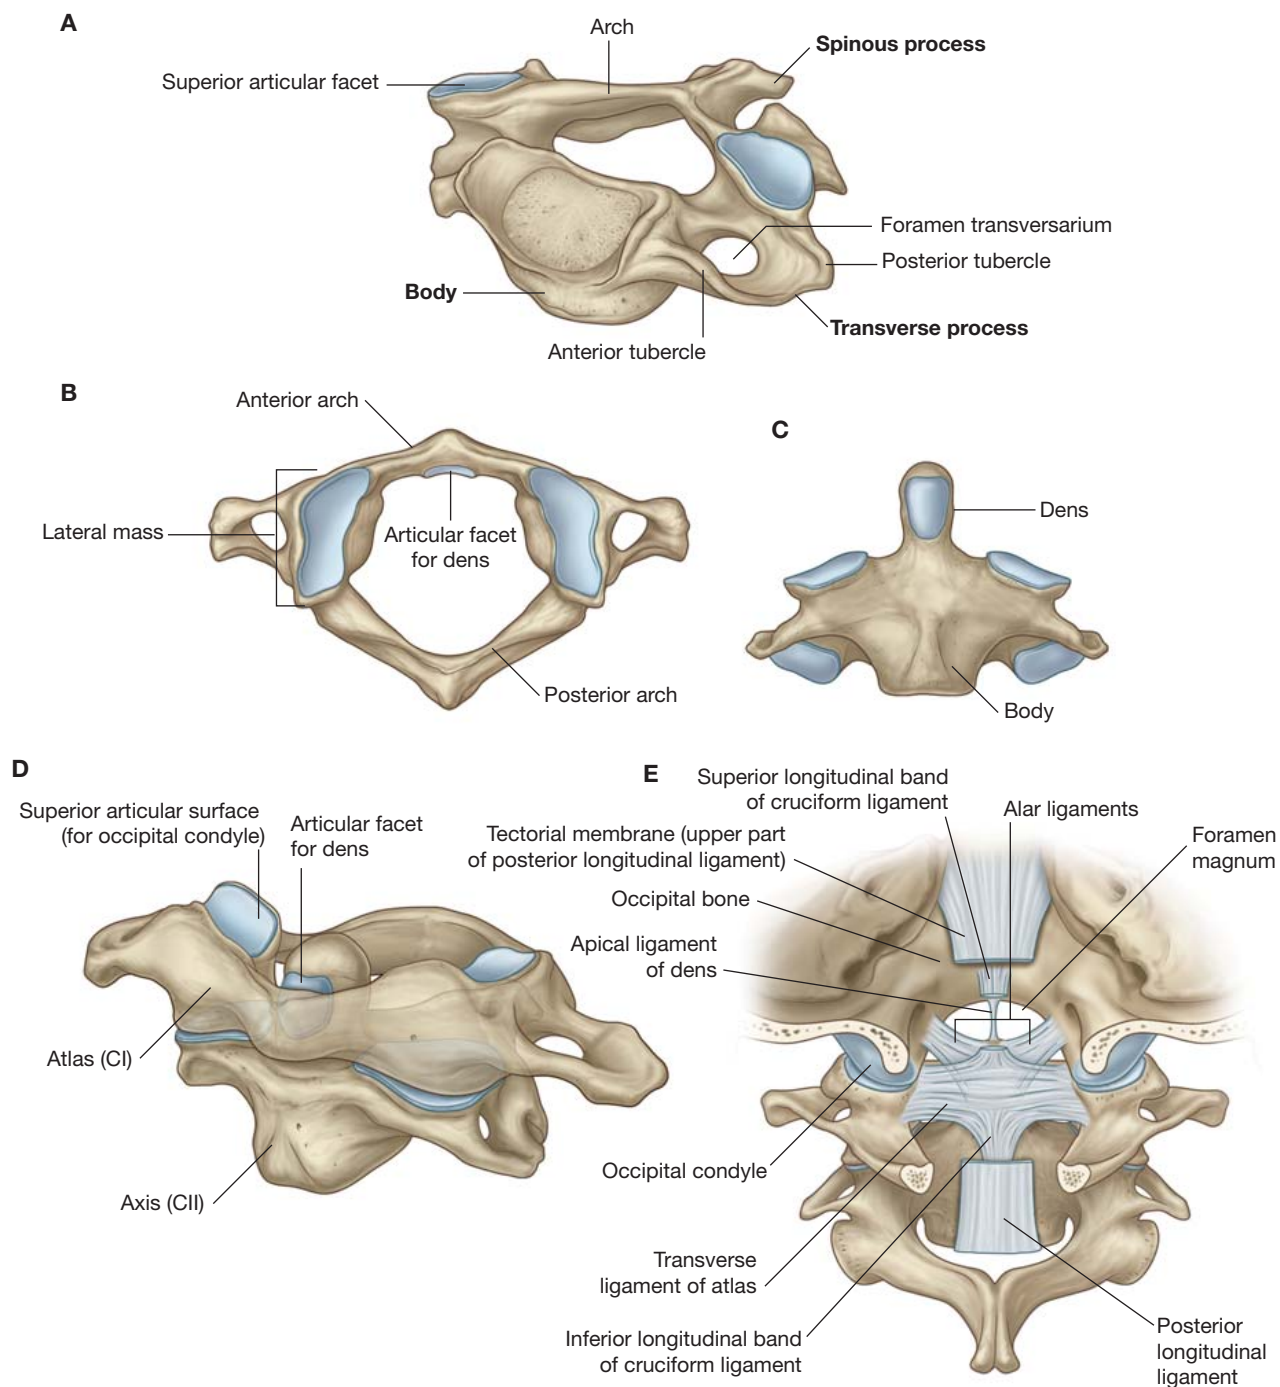 A
Arch
Spinous process
Superior articular facet
Foramen transversarium
Posterior tubercle
Body
Transverse process
Anterior tubercle
B
Anterior arch
Lateral mass
Articular facet
for dens
Posterior arch
C
Dens
Body
D
Superior articular surface
(for occipital condyle)
Articular facet
for dens
Atlas (CI)
Axis (CII)
E
Superior longitudinal band
of cruciform ligament
Alar ligaments
Tectorial membrane (upper part
of posterior longitudinal ligament)
Foramen
magnum
Occipital bone
Apical ligament
of dens
Occipital condyle
Transverse
ligament of atlas
Inferior longitudinal band
of cruciform ligament
Posterior
longitudinal
ligament